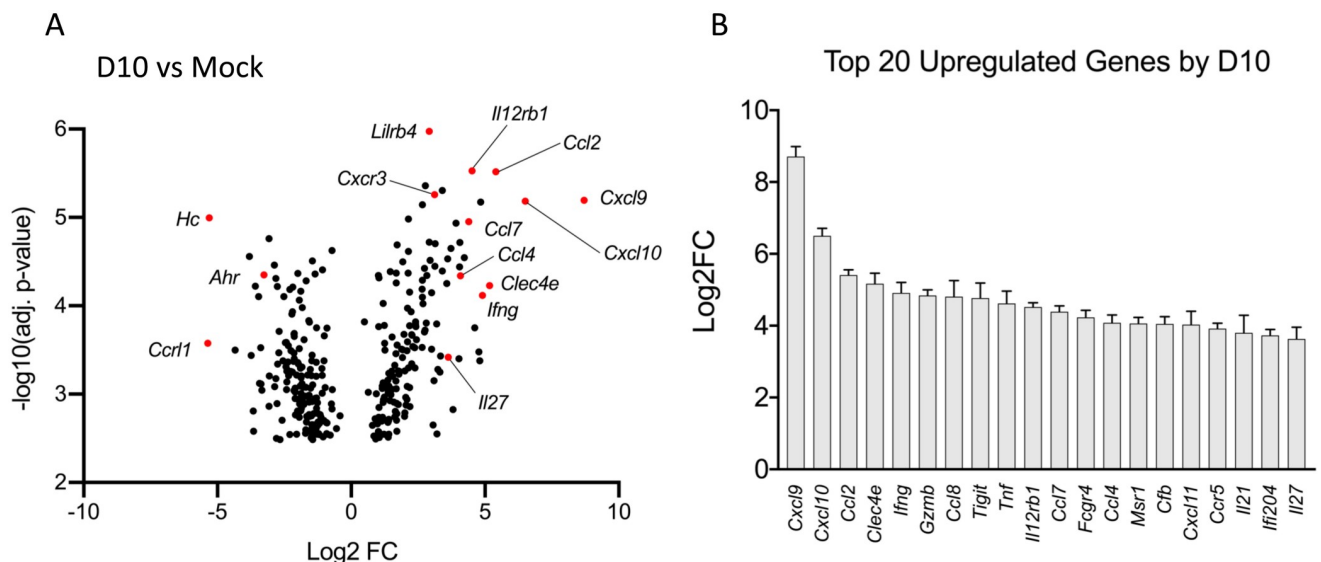 A
D10 vs Mock
-log10(adj. p-value)
6
5
4
3
2
-10
-5
0
5
10
Log2 FC
Lilrb4
Il12rb1
Ccl2
Cxcr3
Cxcl9
Hc
Ccl7
Cxcl10
Ccl4
Ahr
Clec4e
Ifng
Ccrl1
Il27
B
Top 20 Upregulated Genes by D10
Log2FC
10
8
6
4
2
0
Cxcl9
Cxcl10
Ccl2
Clec4e
Ifng
Gzmb
Ccl8
Tigit
Tnf
Il12rb1
Ccl7
Fcgr4
Ccl4
Msr1
Cfb
Cxcl11
Ccr5
Il21
Ifi204
Il27